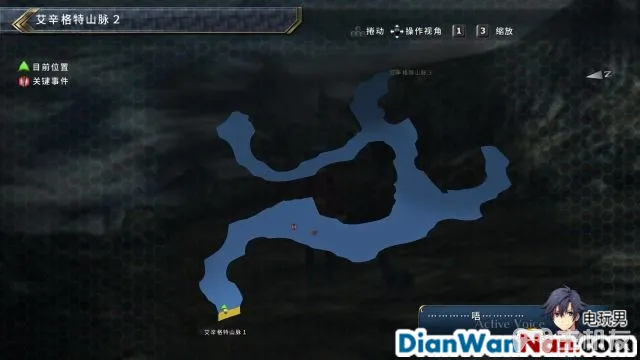 艾辛格特山脉 2
捲动 操作视角 1 3 缩放
目前位置
关键事件
艾辛格特山脉 3
Z
艾辛格特山脉 1
…………唔…………
Active Voice
电玩男
DianWanNan.com